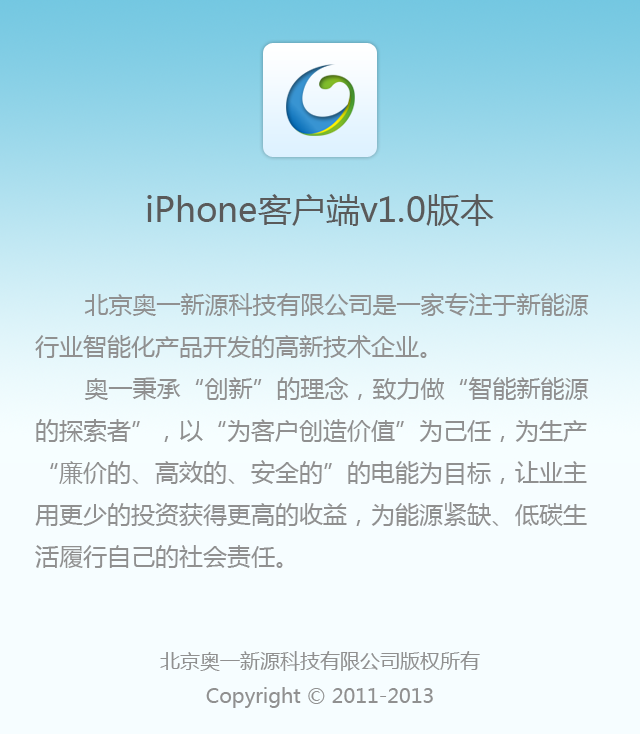 iPhone客户端v1.0版本
北京奥一新源科技有限公司是一家专注于新能源
行业智能化产品开发的高新技术企业。
奥一秉承“创新”的理念，致力做“智能新能源
的探索者”，以“为客户创造价值”为己任，为生产
“廉价的、高效的、安全的”的电能为目标，让业主
用更少的投资获得更高的收益，为能源紧缺、低碳生
活履行自己的社会责任。
北京奥一新源科技有限公司版权所有
Copyright © 2011-2013